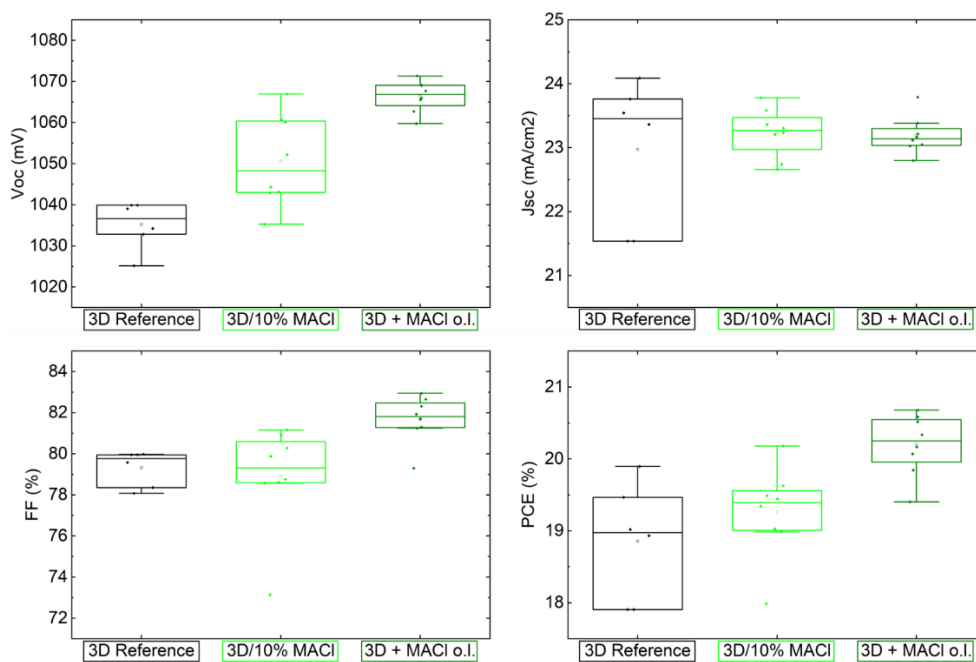 1080
1070
1060
1050
1040
1030
1020
Voc (mV)
3D Reference
3D/10% MACl
3D + MACl o.l.
25
24
23
22
21
Jsc (mA/cm2)
3D Reference
3D/10% MACl
3D + MACl o.l.
84
82
80
78
76
74
72
FF (%)
3D Reference
3D/10% MACl
3D + MACl o.l.
21
20
19
18
PCE (%)
3D Reference
3D/10% MACl
3D + MACl o.l.